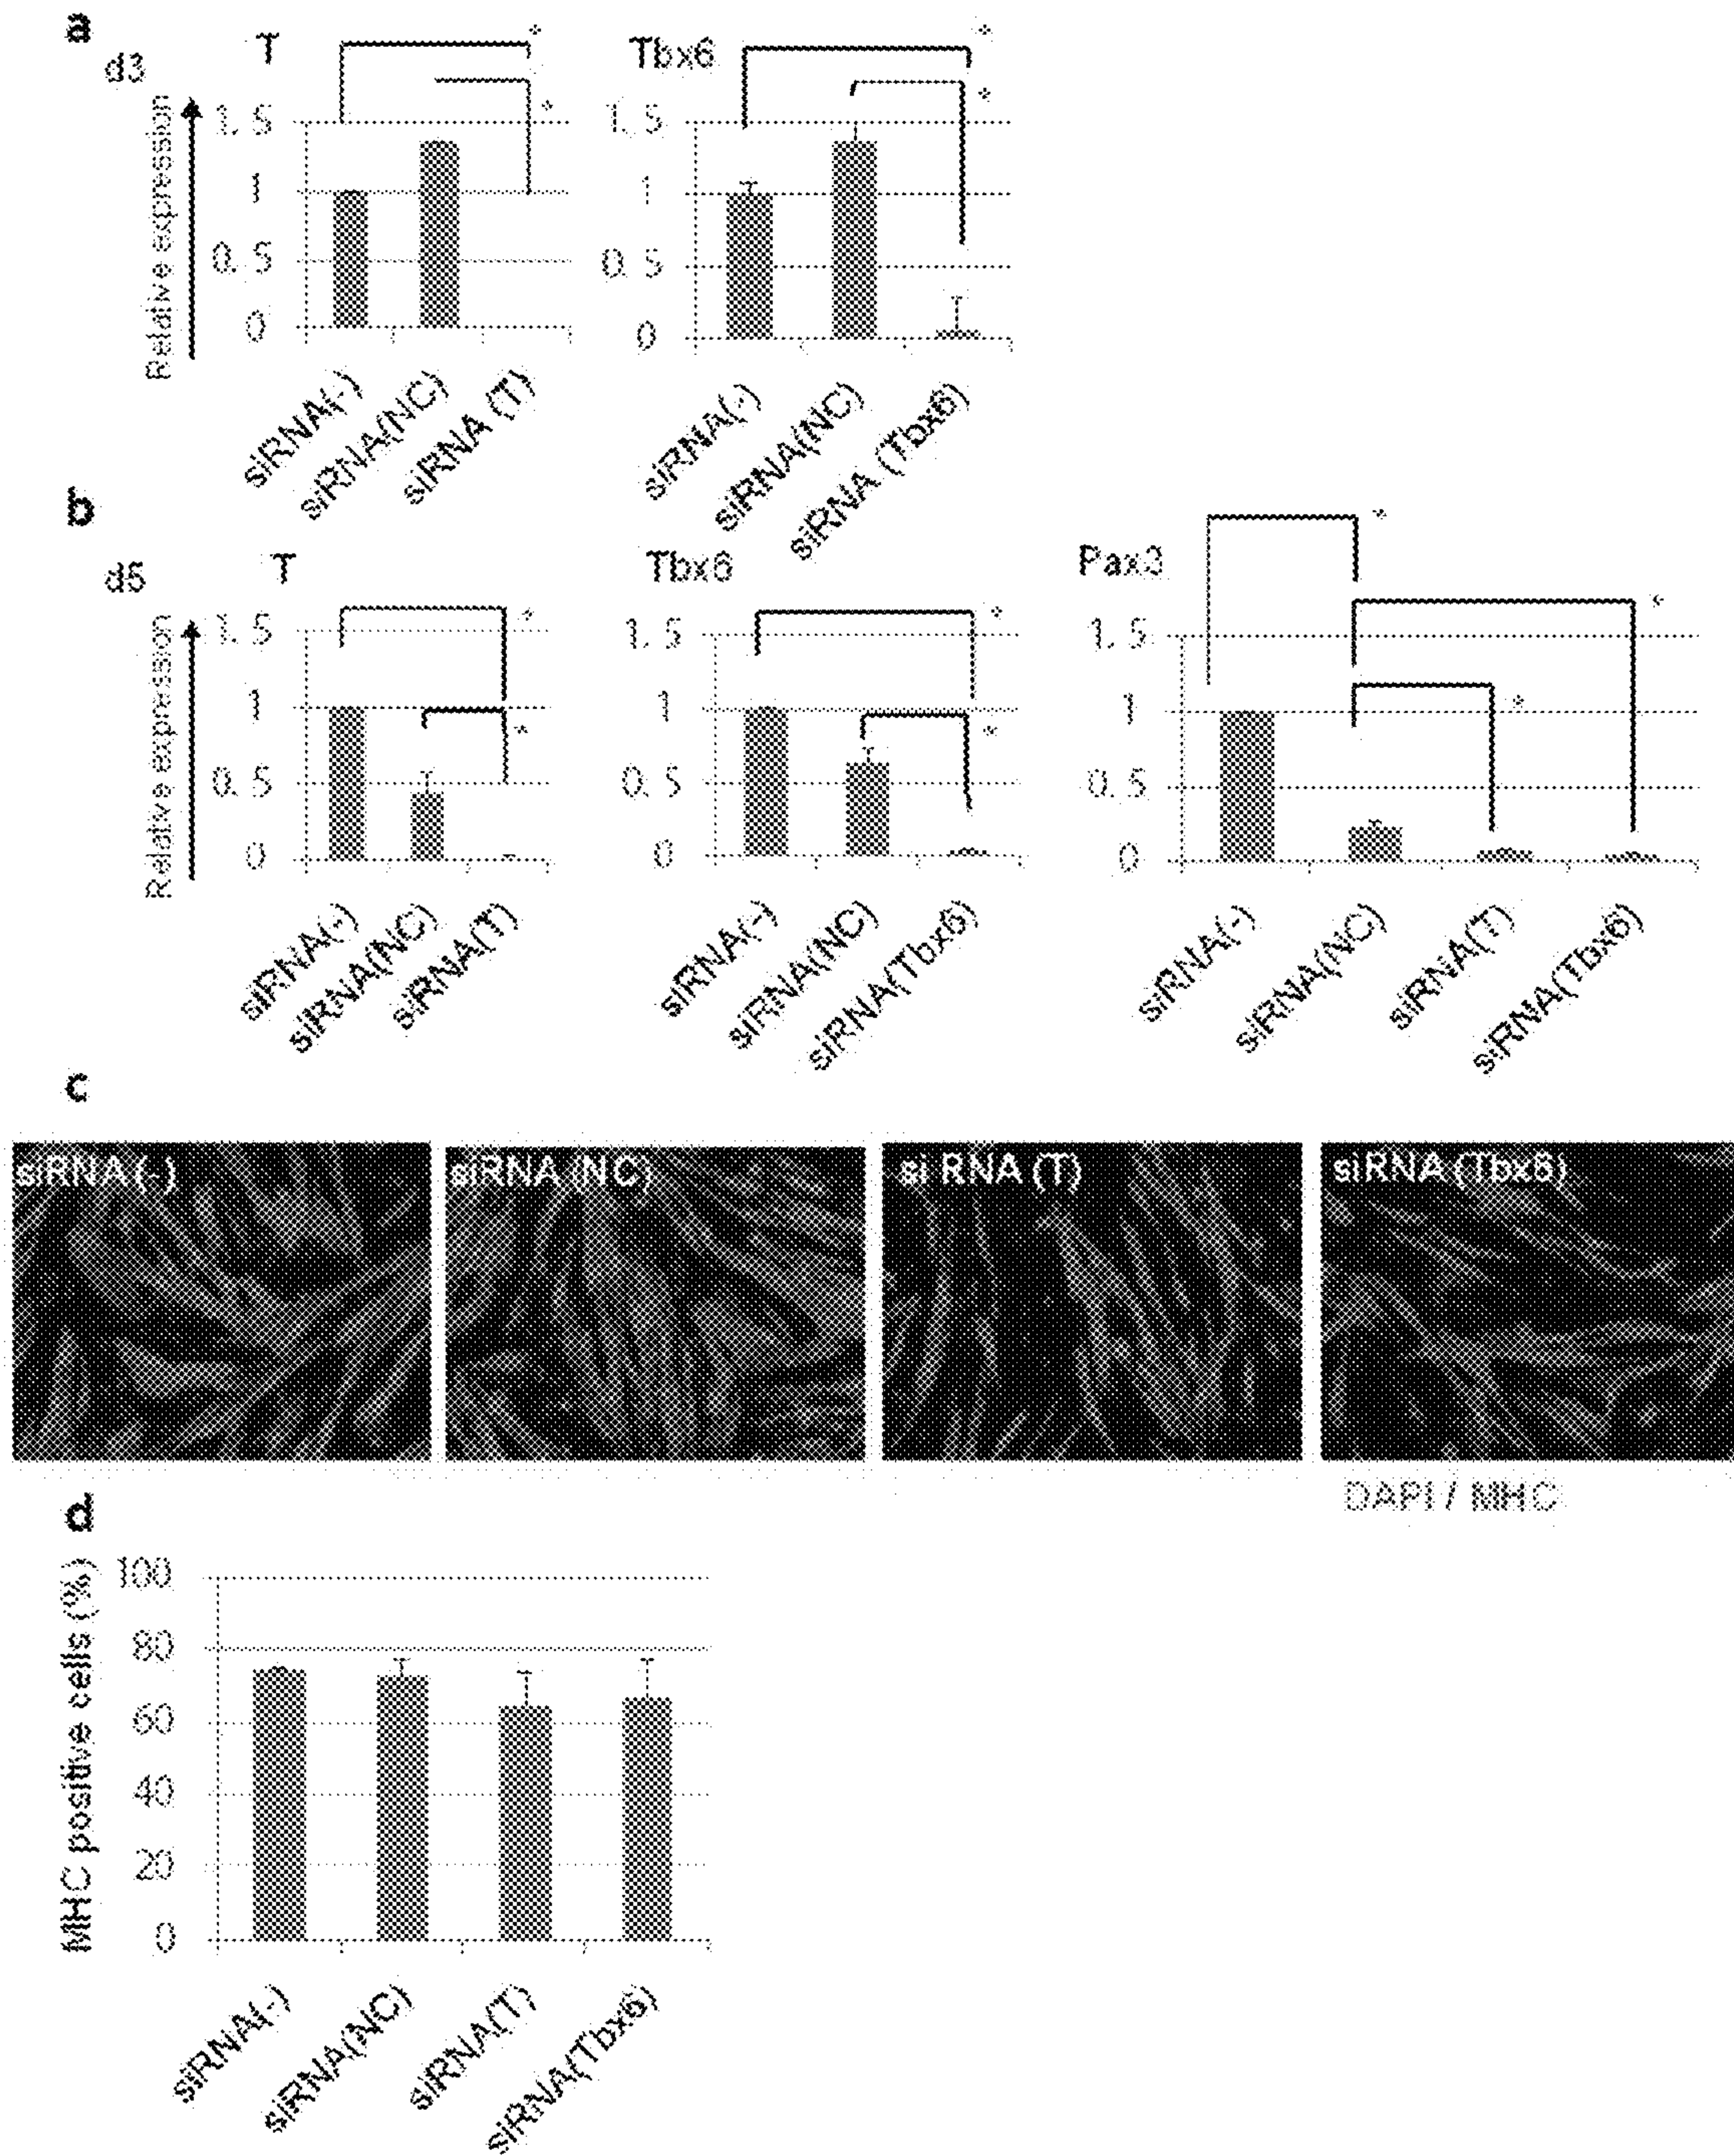 a
d3
T
*
*
Relative expression
1.5
1
0.5
0
siRNA(-)
siRNA(NC)
siRNA (T)
Tbx6
*
*
1.5
1
0.5
0
siRNA(-)
siRNA(NC)
siRNA (Tbx6)
b
d5
T
*
*
Relative expression
1.5
1
0.5
0
siRNA(-)
siRNA(NC)
siRNA(T)
Tbx6
*
*
1.5
1
0.5
0
siRNA(-)
siRNA(NC)
siRNA(Tbx6)
Pax3
*
*
*
1.5
1
0.5
0
siRNA(-)
siRNA(NC)
siRNA(T)
siRNA(Tbx6)
c
siRNA (-)
siRNA (NC)
si RNA (T)
siRNA (Tbx6)
DAPI / MHC
d
MHC positive cells (%)
100
80
60
40
20
0
siRNA(-)
siRNA(NC)
siRNA(T)
siRNA(Tbx6)